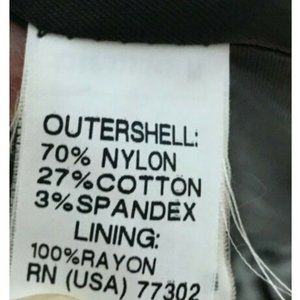 OUTERSHELL:
70% NYLON
27%COTTON
3%SPANDEX
LINING:
100%RAYON
RN (USA) 77302